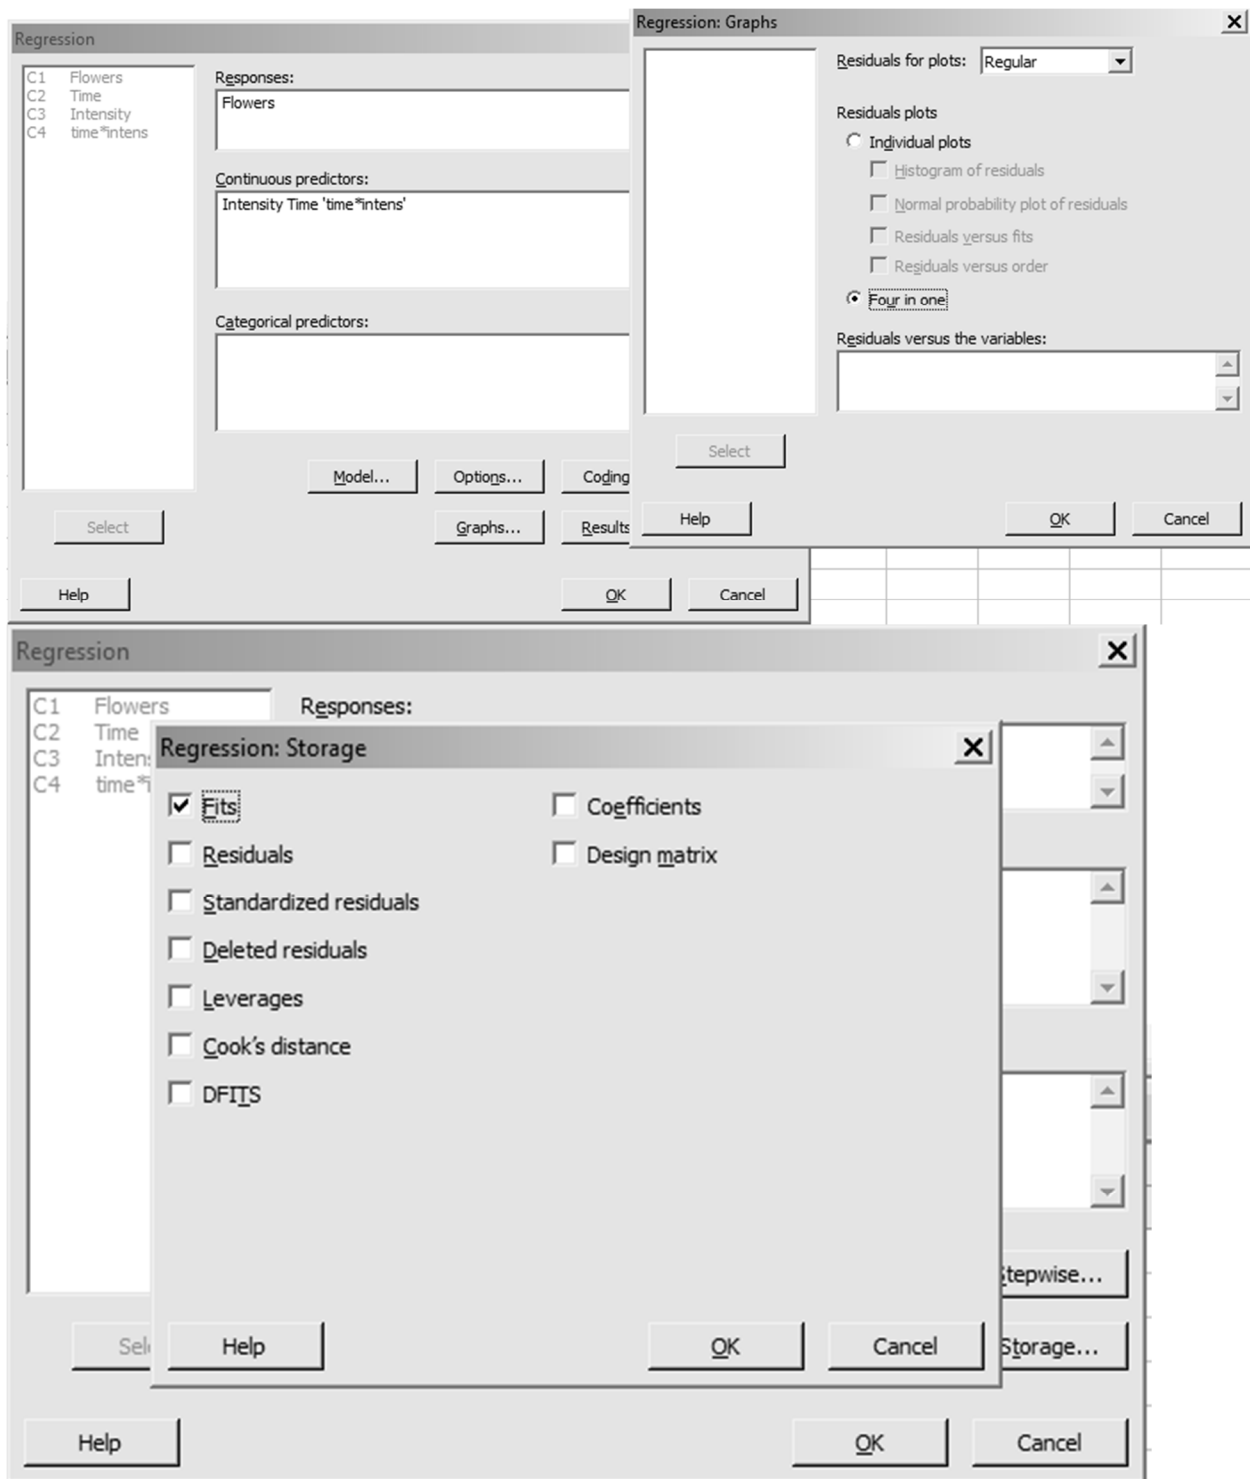 Regression
C1 Flowers
C2 Time
C3 Intensity
C4 time*intens
Responses:
Flowers
Continuous predictors:
Intensity Time 'time*intens'
Categorical predictors:
Model...
Options...
Coding
Select
Graphs...
Results
Help
OK
Cancel
Regression: Graphs
Residuals for plots:
Regular
Residuals plots
Individual plots
Histogram of residuals
Normal probability plot of residuals
Residuals versus fits
Residuals versus order
Four in one
Residuals versus the variables:
Select
Help
OK
Cancel
Regression
C1 Flowers
C2 Time
C3 Intens
C4 time*i
Responses:
Regression: Storage
Fits
Coefficients
Residuals
Design matrix
Standardized residuals
Deleted residuals
Leverages
Cook's distance
DFITS
Help
OK
Cancel
Stepwise...
Sele
Storage...
Help
OK
Cancel